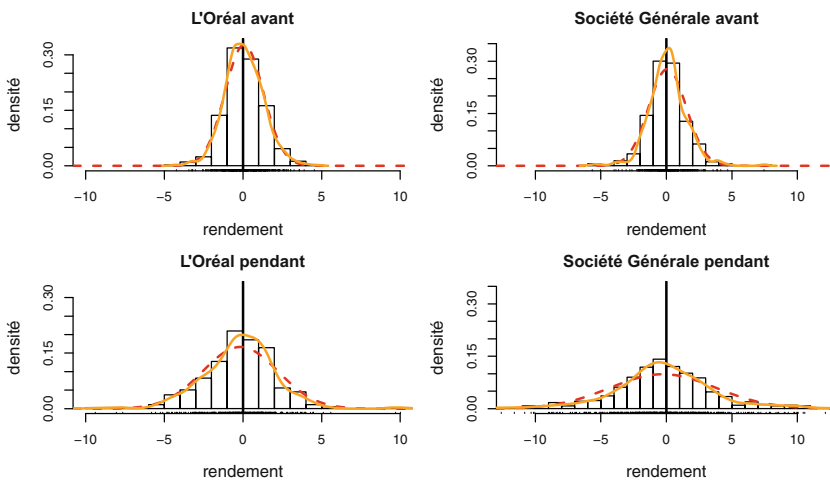 L'Oréal avant
densité
0.30
0.15
0.00
−10
−5
0
5
10
rendement
Société Générale avant
densité
0.30
0.15
0.00
−10
−5
0
5
10
rendement
L'Oréal pendant
densité
0.30
0.15
0.00
−10
−5
0
5
10
rendement
Société Générale pendant
densité
0.30
0.15
0.00
−10
−5
0
5
10
rendement